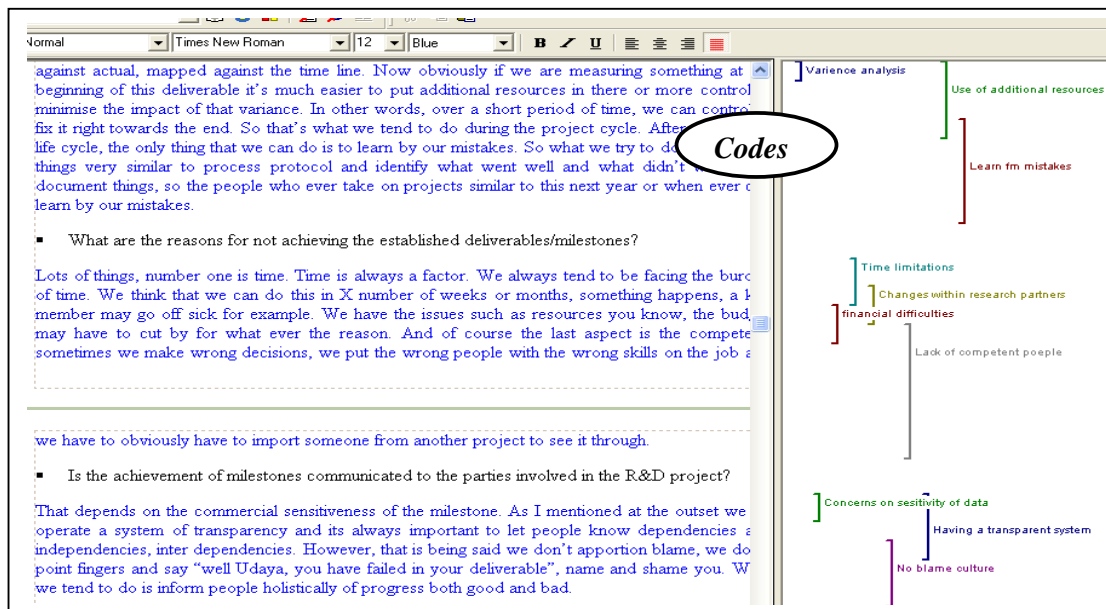 Normal Times New Roman 12 Blue B I U
against actual, mapped against the time line. Now obviously if we are measuring something at
beginning of this deliverable it's much easier to put additional resources in there or more control
minimise the impact of that variance. In other words, over a short period of time, we can control
fix it right towards the end. So that's what we tend to do during the project cycle. After
life cycle, the only thing that we can do is to learn by our mistakes. So what we try to do
things very similar to process protocol and identify what went well and what didn't
document things, so the people who ever take on projects similar to this next year or when ever
learn by our mistakes.
▪ What are the reasons for not achieving the established deliverables/milestones?
Lots of things, number one is time. Time is always a factor. We always tend to be facing the
of time. We think that we can do this in X number of weeks or months, something happens, a
member may go off sick for example. We have the issues such as resources you know, the
may have to cut by for what ever the reason. And of course the last aspect is the
sometimes we make wrong decisions, we put the wrong people with the wrong skills on the job
we have to obviously have to import someone from another project to see it through.
▪ Is the achievement of milestones communicated to the parties involved in the R&D project?
That depends on the commercial sensitiveness of the milestone. As I mentioned at the outset we
operate a system of transparency and its always important to let people know dependencies
independencies, inter dependencies. However, that is being said we don't apportion blame, we
point fingers and say "well Udaya, you have failed in your deliverable", name and shame you.
we tend to do is inform people holistically of progress both good and bad.
Codes
Varience analysis
Use of additional resources
Learn fm mistakes
Time limitations
Changes within research partners
financial difficulties
Lack of competent poeple
Concerns on sesitivity of data
Having a transparent system
No blame culture